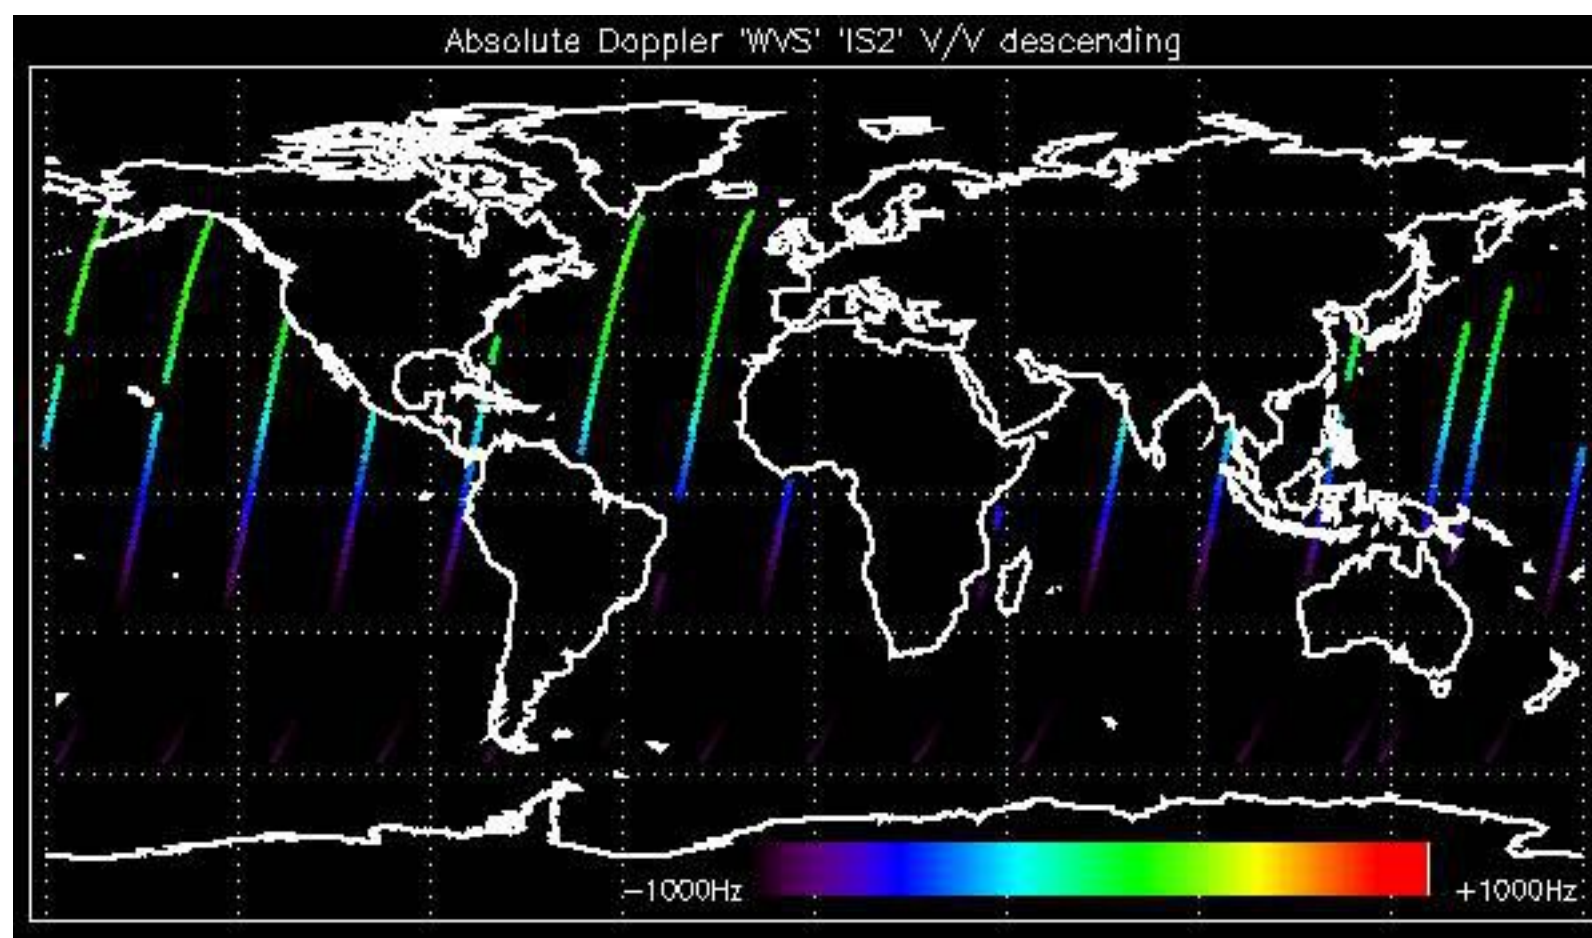 Absolute Doppler 'WVS' 'IS2' V/V descending
−1000Hz +1000Hz